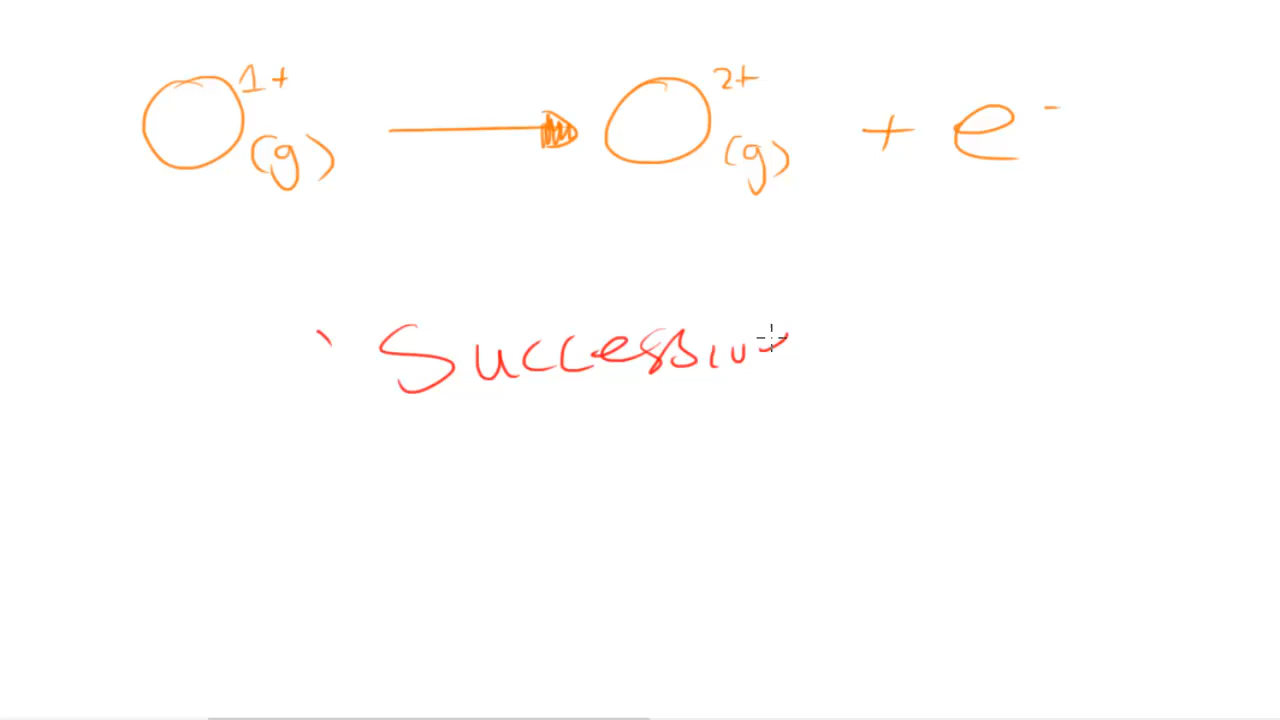 O¹⁺(g) → O²⁺(g) + e⁻
Successiv